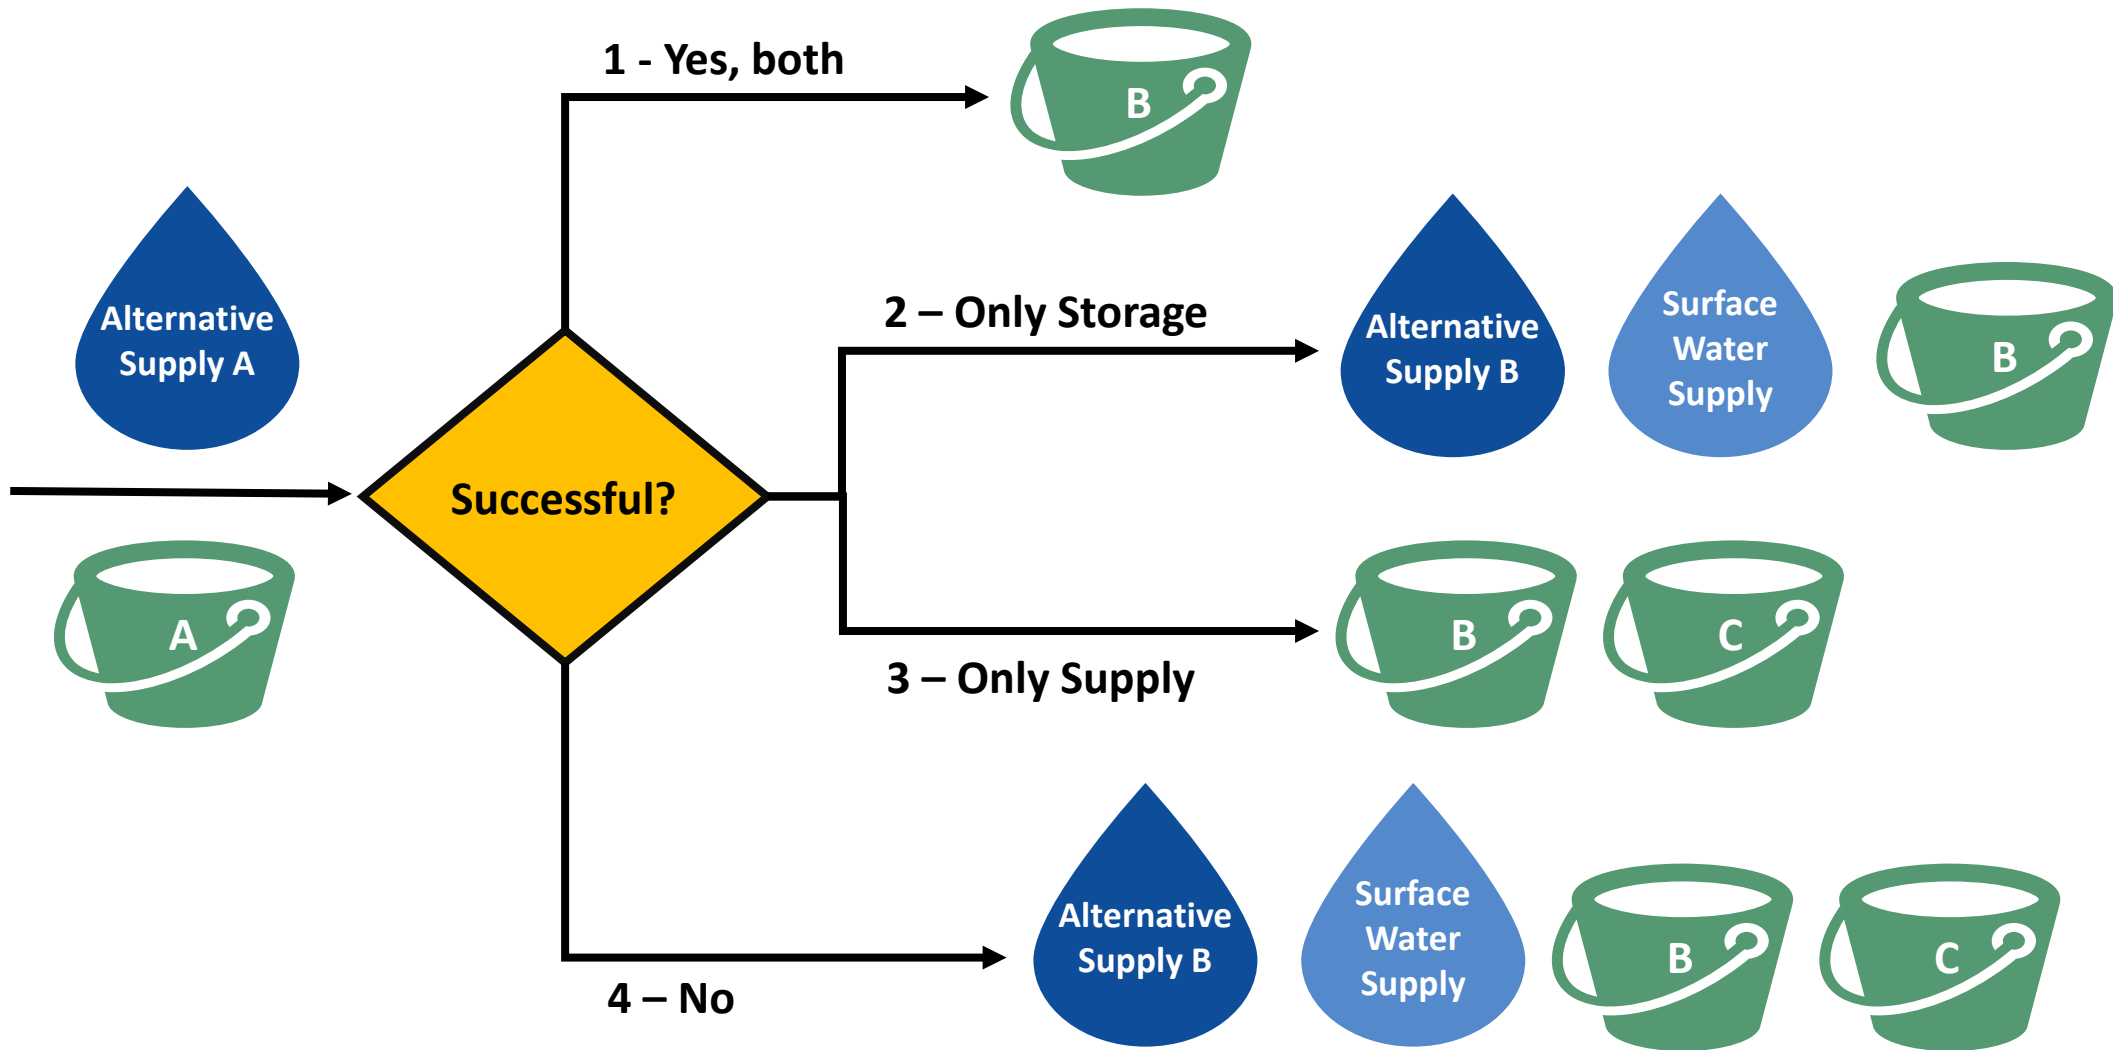 1 - Yes, both
B
Alternative
Supply A
2 – Only Storage
Alternative
Supply B
Surface
Water
Supply
B
Successful?
A
3 – Only Supply
B
C
4 – No
Alternative
Supply B
Surface
Water
Supply
B
C